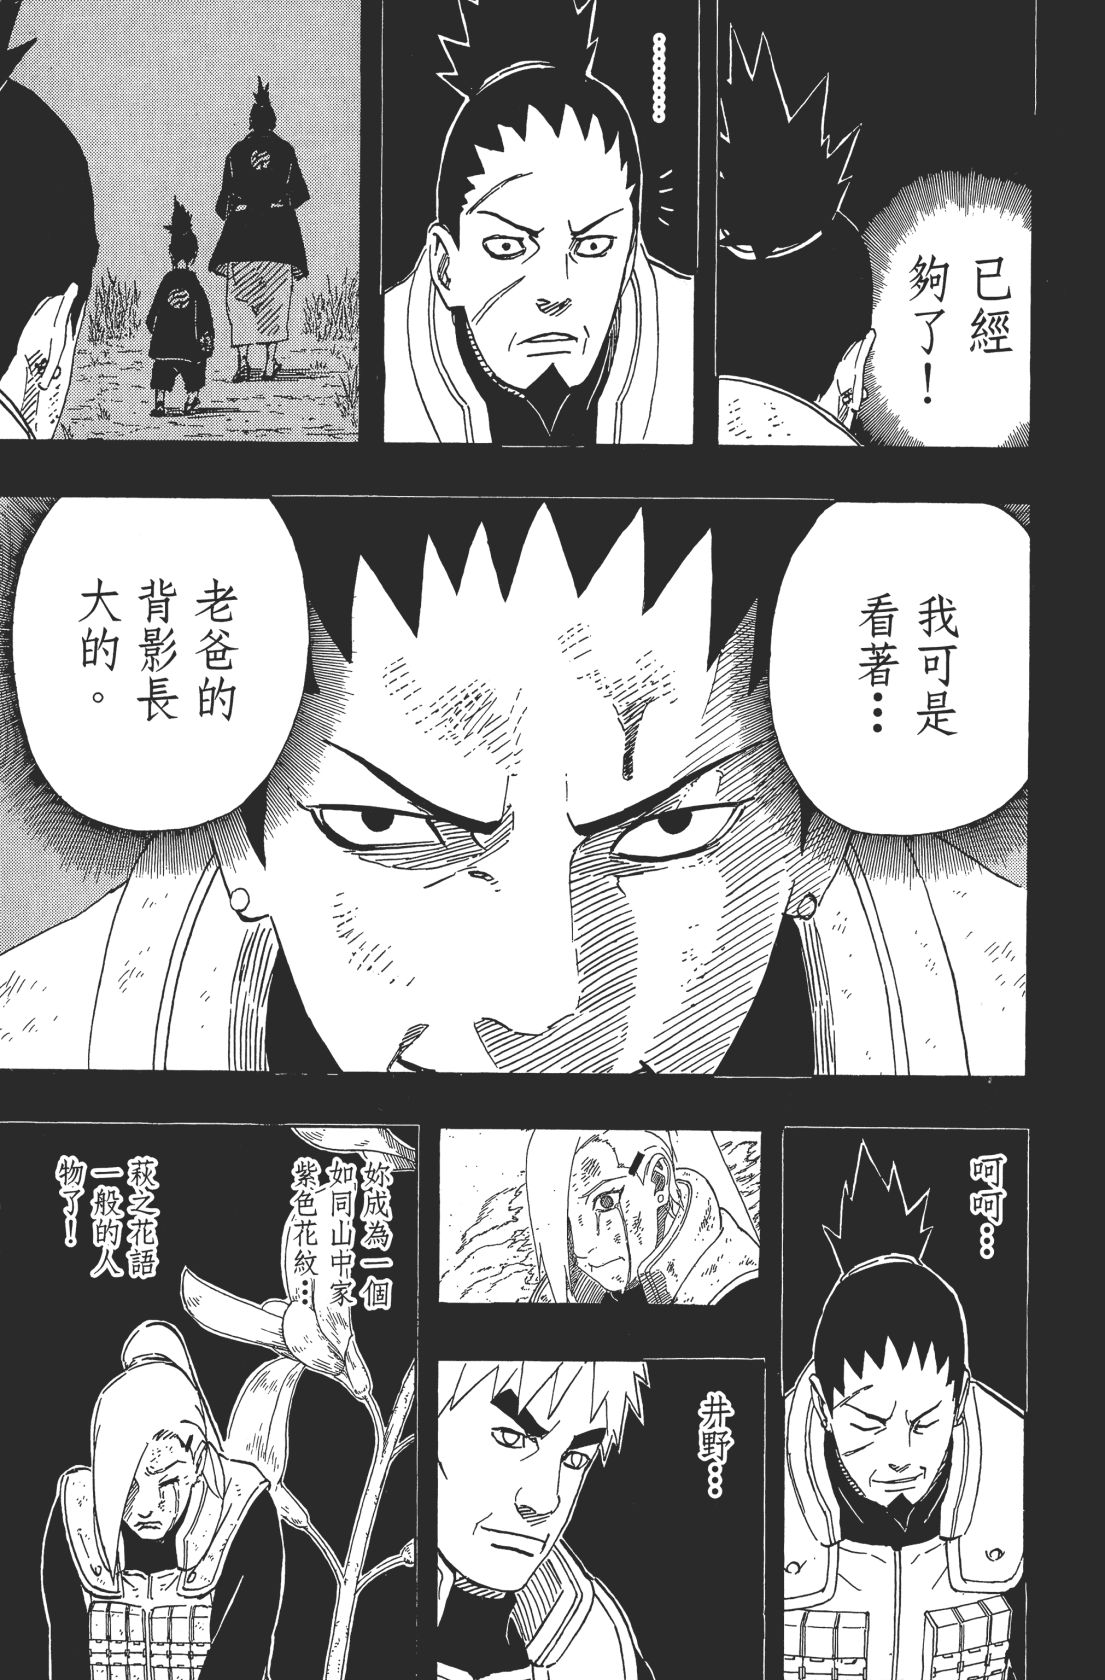 已經
夠了！
…………
我可是
看著…
老爸的
背影長
大的。
呵呵…
井野…
妳成為一個
如同山中家
紫色花紋…
萩之花語
一般的人
物了！